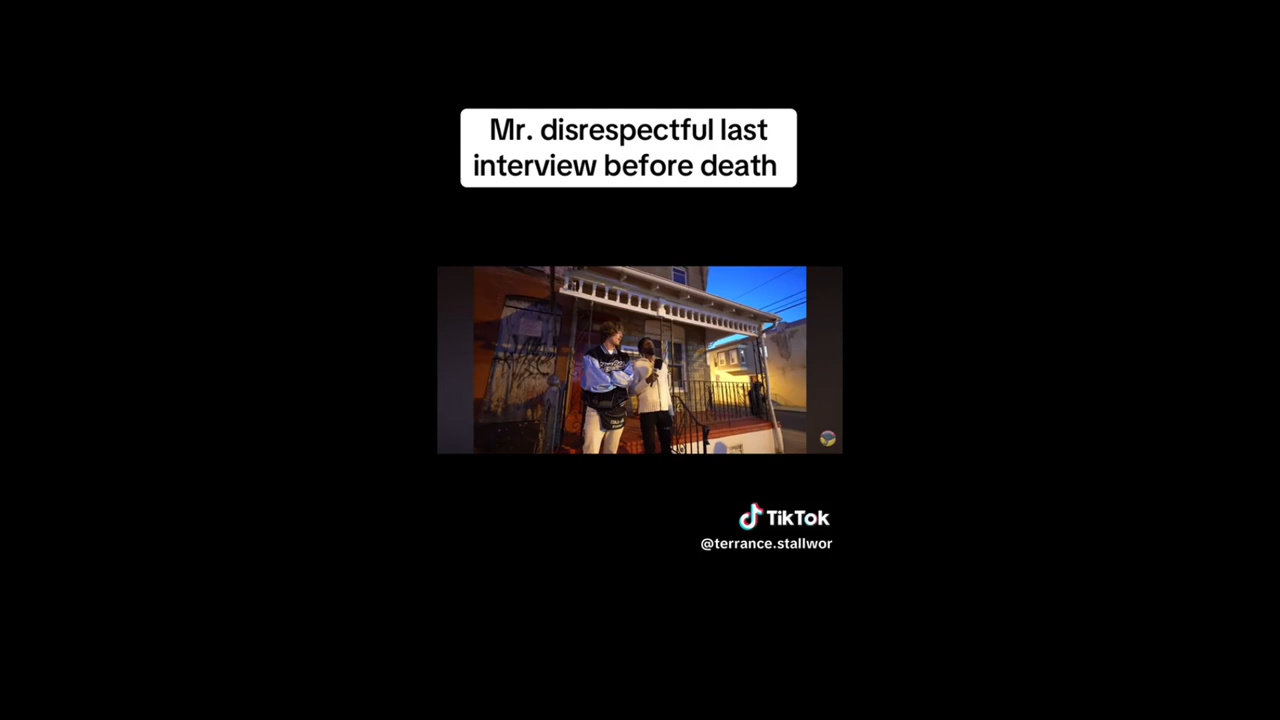 Mr. disrespectful last
interview before death
TikTok
@terrance.stallwor